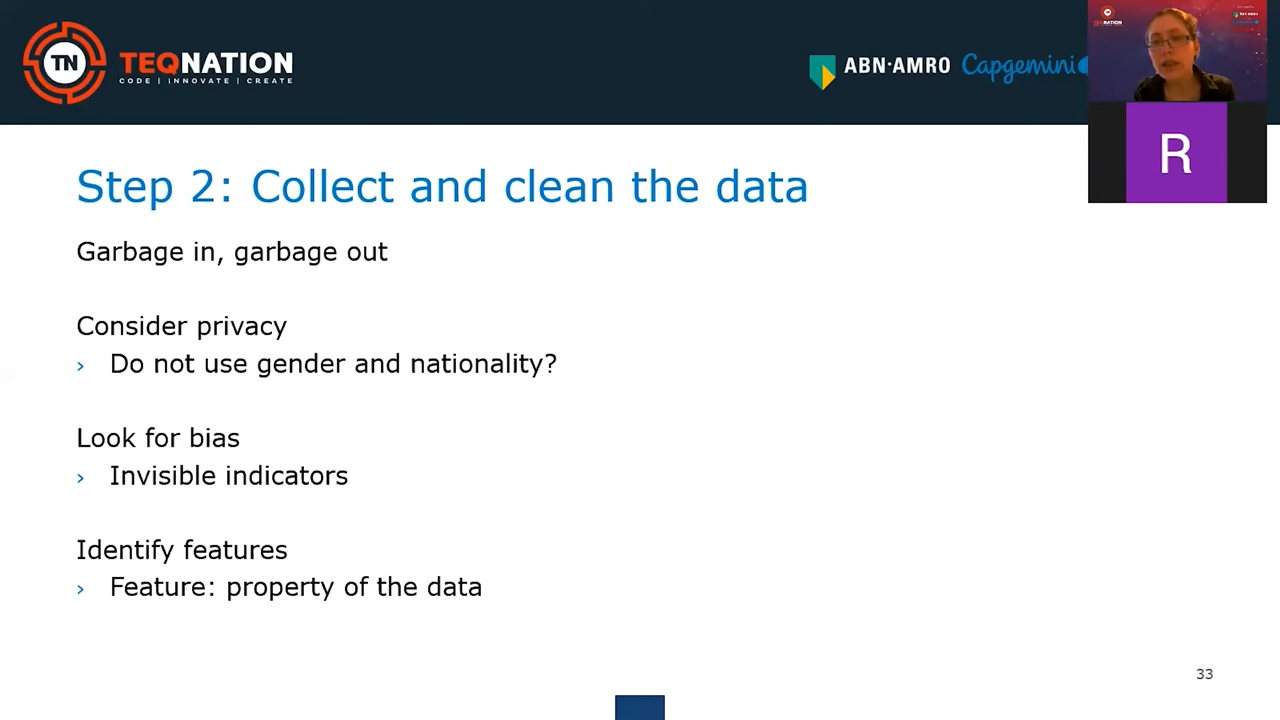 TN
TEQNATION
CODE | INNOVATE | CREATE
ABN·AMRO
Capgemini
R
Step 2: Collect and clean the data
Garbage in, garbage out
Consider privacy
› Do not use gender and nationality?
Look for bias
› Invisible indicators
Identify features
› Feature: property of the data
33